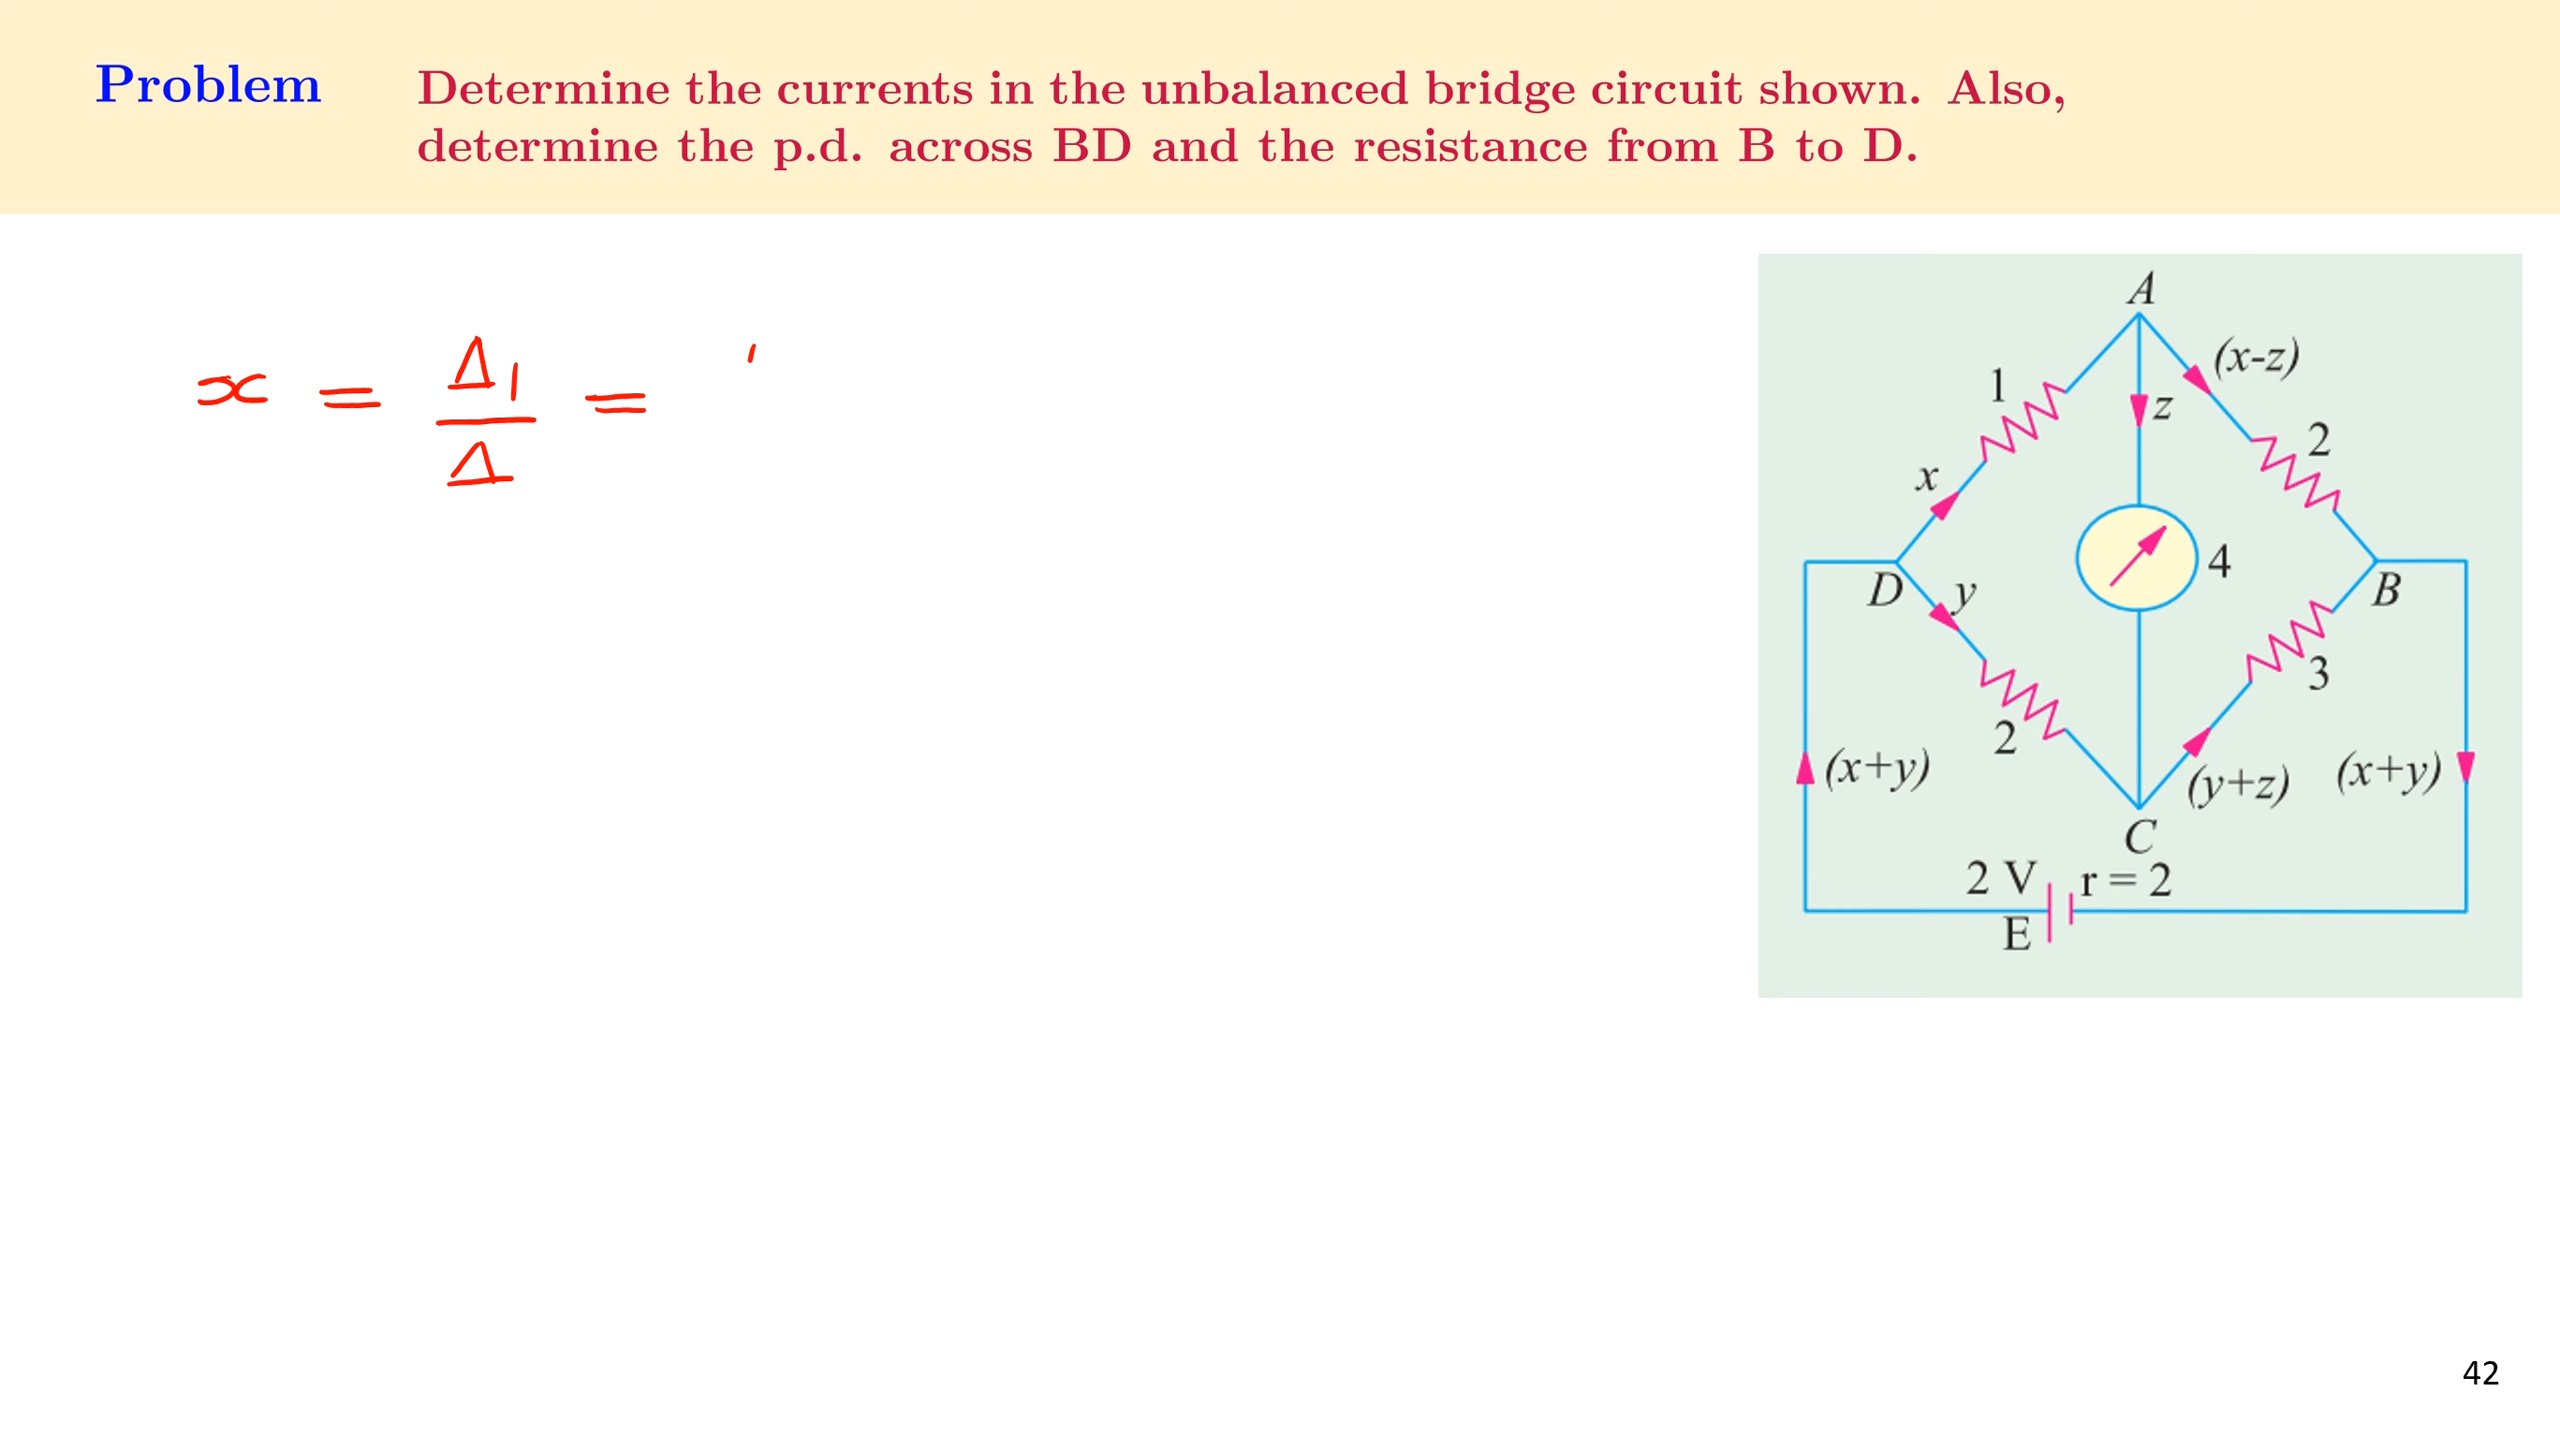 Problem
Determine the currents in the unbalanced bridge circuit shown. Also,
determine the p.d. across BD and the resistance from B to D.
x = Δ1 / Δ =
A
(x-z)
1
z
2
x
4
D
y
B
3
2
(x+y)
(y+z)
(x+y)
C
2 V
r = 2
E
42